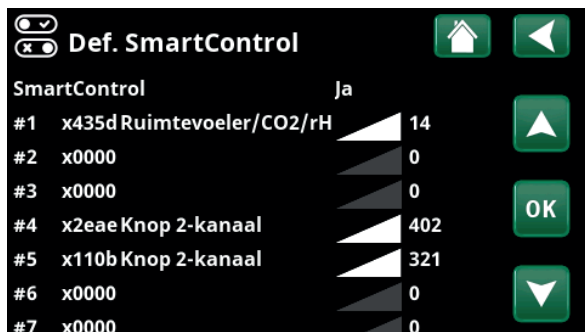 Def. SmartControl
SmartControl Ja
#1 x435d Ruimtevoeler/CO2/rH 14
#2 x0000 0
#3 x0000 0
#4 x2eae Knop 2-kanaal 402
#5 x110b Knop 2-kanaal 321
#6 x0000 0
#7 x0000 0
OK